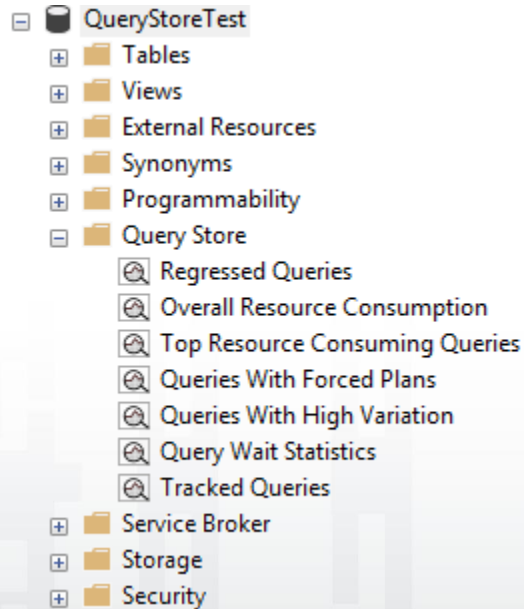 QueryStoreTest
Tables
Views
External Resources
Synonyms
Programmability
Query Store
Regressed Queries
Overall Resource Consumption
Top Resource Consuming Queries
Queries With Forced Plans
Queries With High Variation
Query Wait Statistics
Tracked Queries
Service Broker
Storage
Security